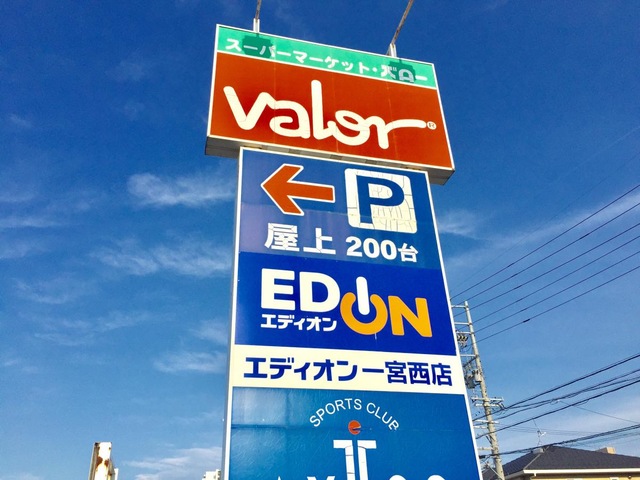 スーパーマーケット・バロー
valor®
P
屋上 200台
EDION
エディオン
エディオン一宮西店
SPORTS CLUB